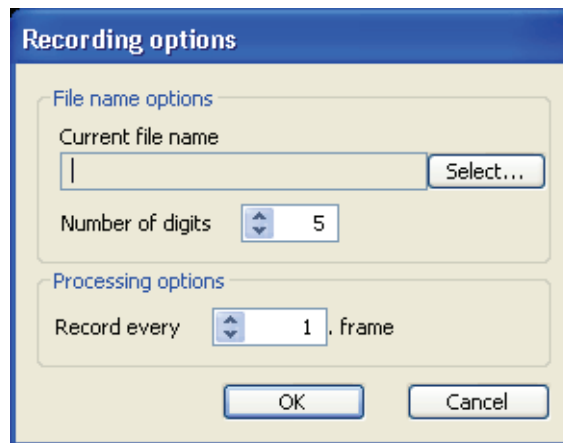 Recording options
File name options
Current file name
Select...
Number of digits 5
Processing options
Record every 1 . frame
OK Cancel